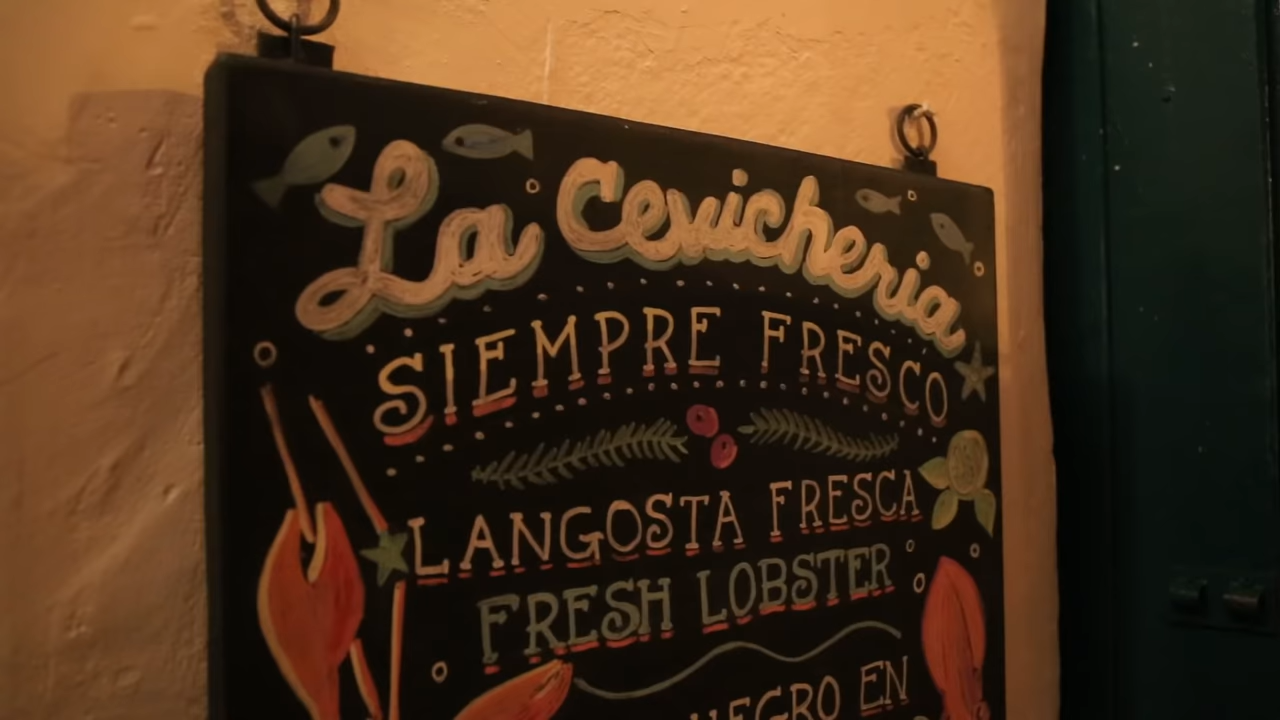 La Cevicheria
SIEMPRE FRESCO
LANGOSTA FRESCA
FRESH LOBSTER
NEGRO EN